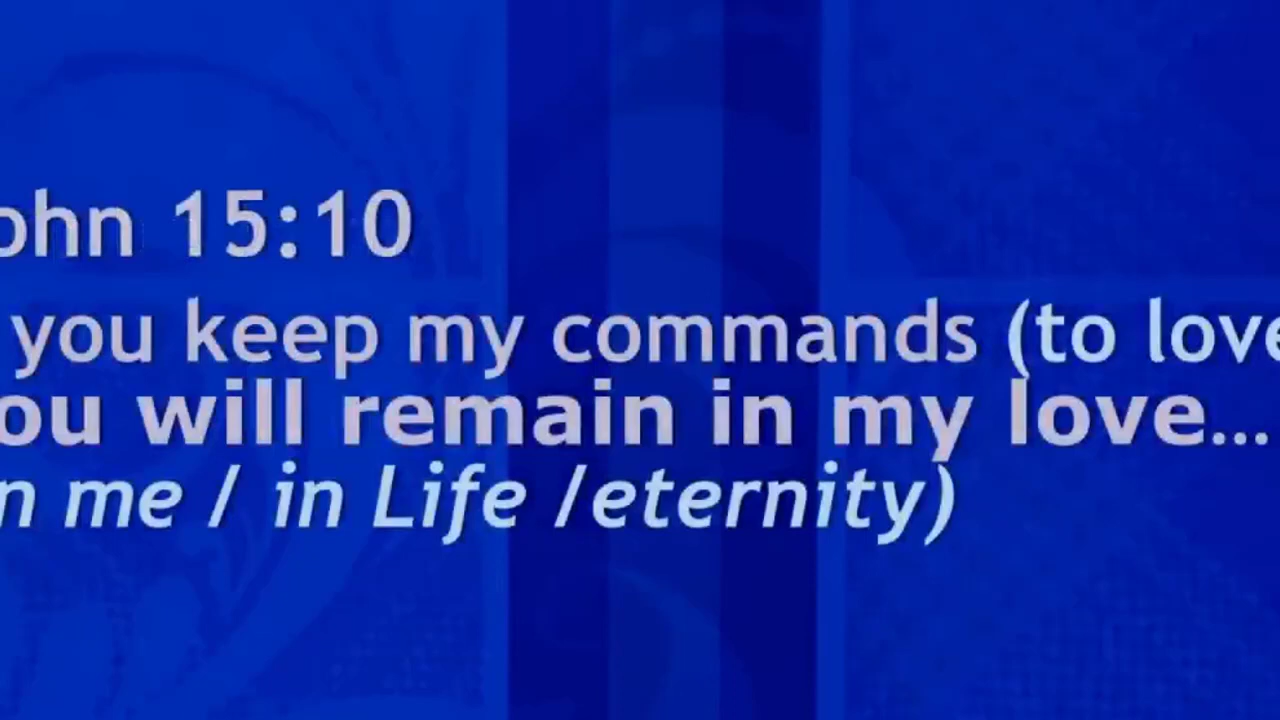 ohn 15:10
you keep my commands (to love
ou will remain in my love...
n me / in Life /eternity)